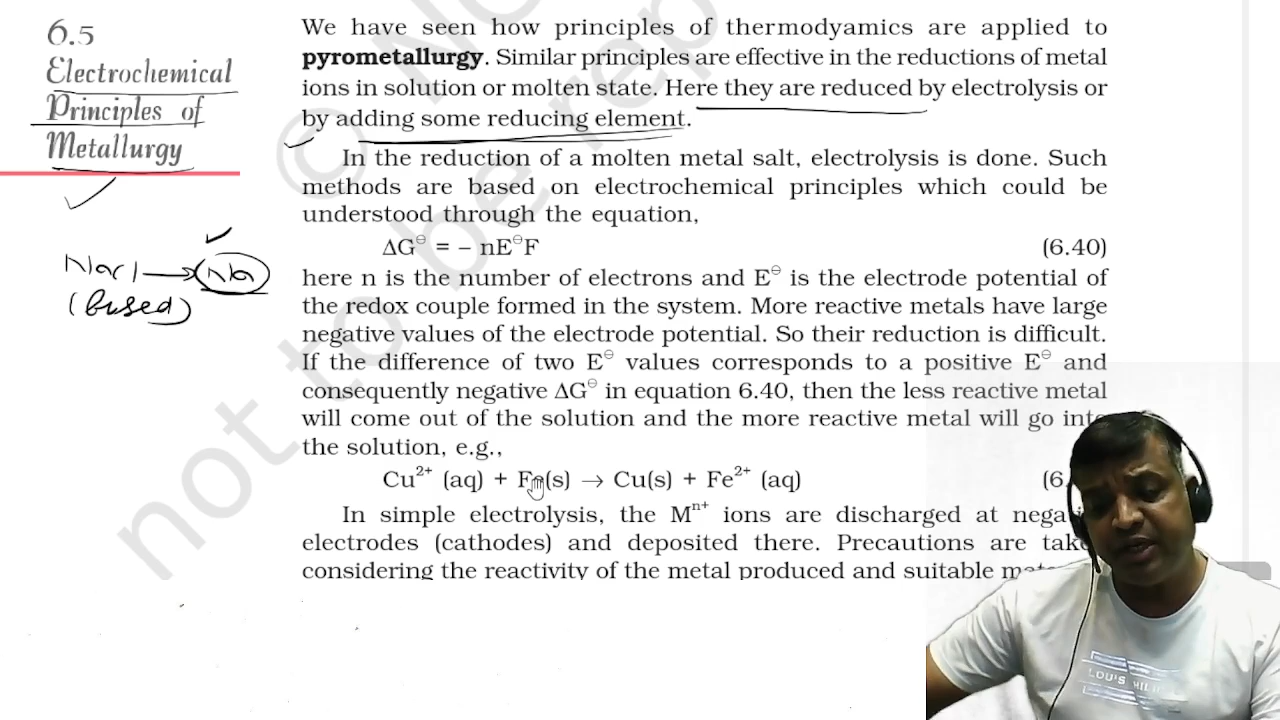 6.5
Electrochemical
Principles of
Metallurgy
NaCl → Na
(fused)
We have seen how principles of thermodyamics are applied to
pyrometallurgy. Similar principles are effective in the reductions of metal
ions in solution or molten state. Here they are reduced by electrolysis or
by adding some reducing element.
In the reduction of a molten metal salt, electrolysis is done. Such
methods are based on electrochemical principles which could be
understood through the equation,
ΔG⊖ = – nE⊖F (6.40)
here n is the number of electrons and E⊖ is the electrode potential of
the redox couple formed in the system. More reactive metals have large
negative values of the electrode potential. So their reduction is difficult.
If the difference of two E⊖ values corresponds to a positive E⊖ and
consequently negative ΔG⊖ in equation 6.40, then the less reactive metal
will come out of the solution and the more reactive metal will go into
the solution, e.g.,
Cu²⁺ (aq) + Fe(s) → Cu(s) + Fe²⁺ (aq) (6.
In simple electrolysis, the Mⁿ⁺ ions are discharged at
electrodes (cathodes) and deposited there. Precautions are
considering the reactivity of the metal produced and suitable
© No
not to be rep
LOU'S